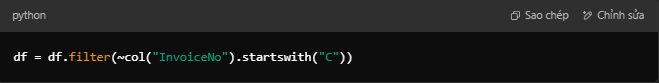 python
Sao chép
Chỉnh sửa
df = df.filter(~col("InvoiceNo").startswith("C"))